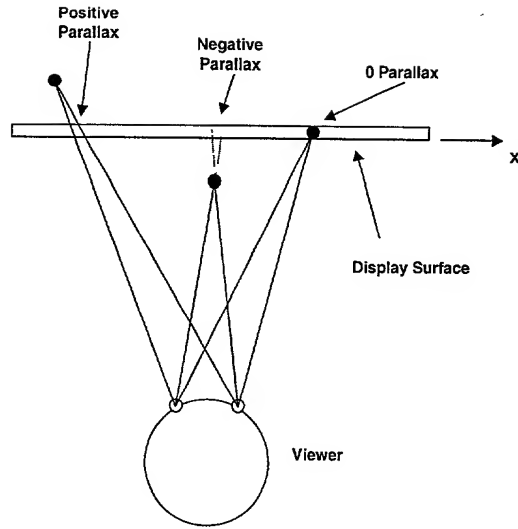 Positive
Parallax
Negative
Parallax
0 Parallax
X
Display Surface
Viewer